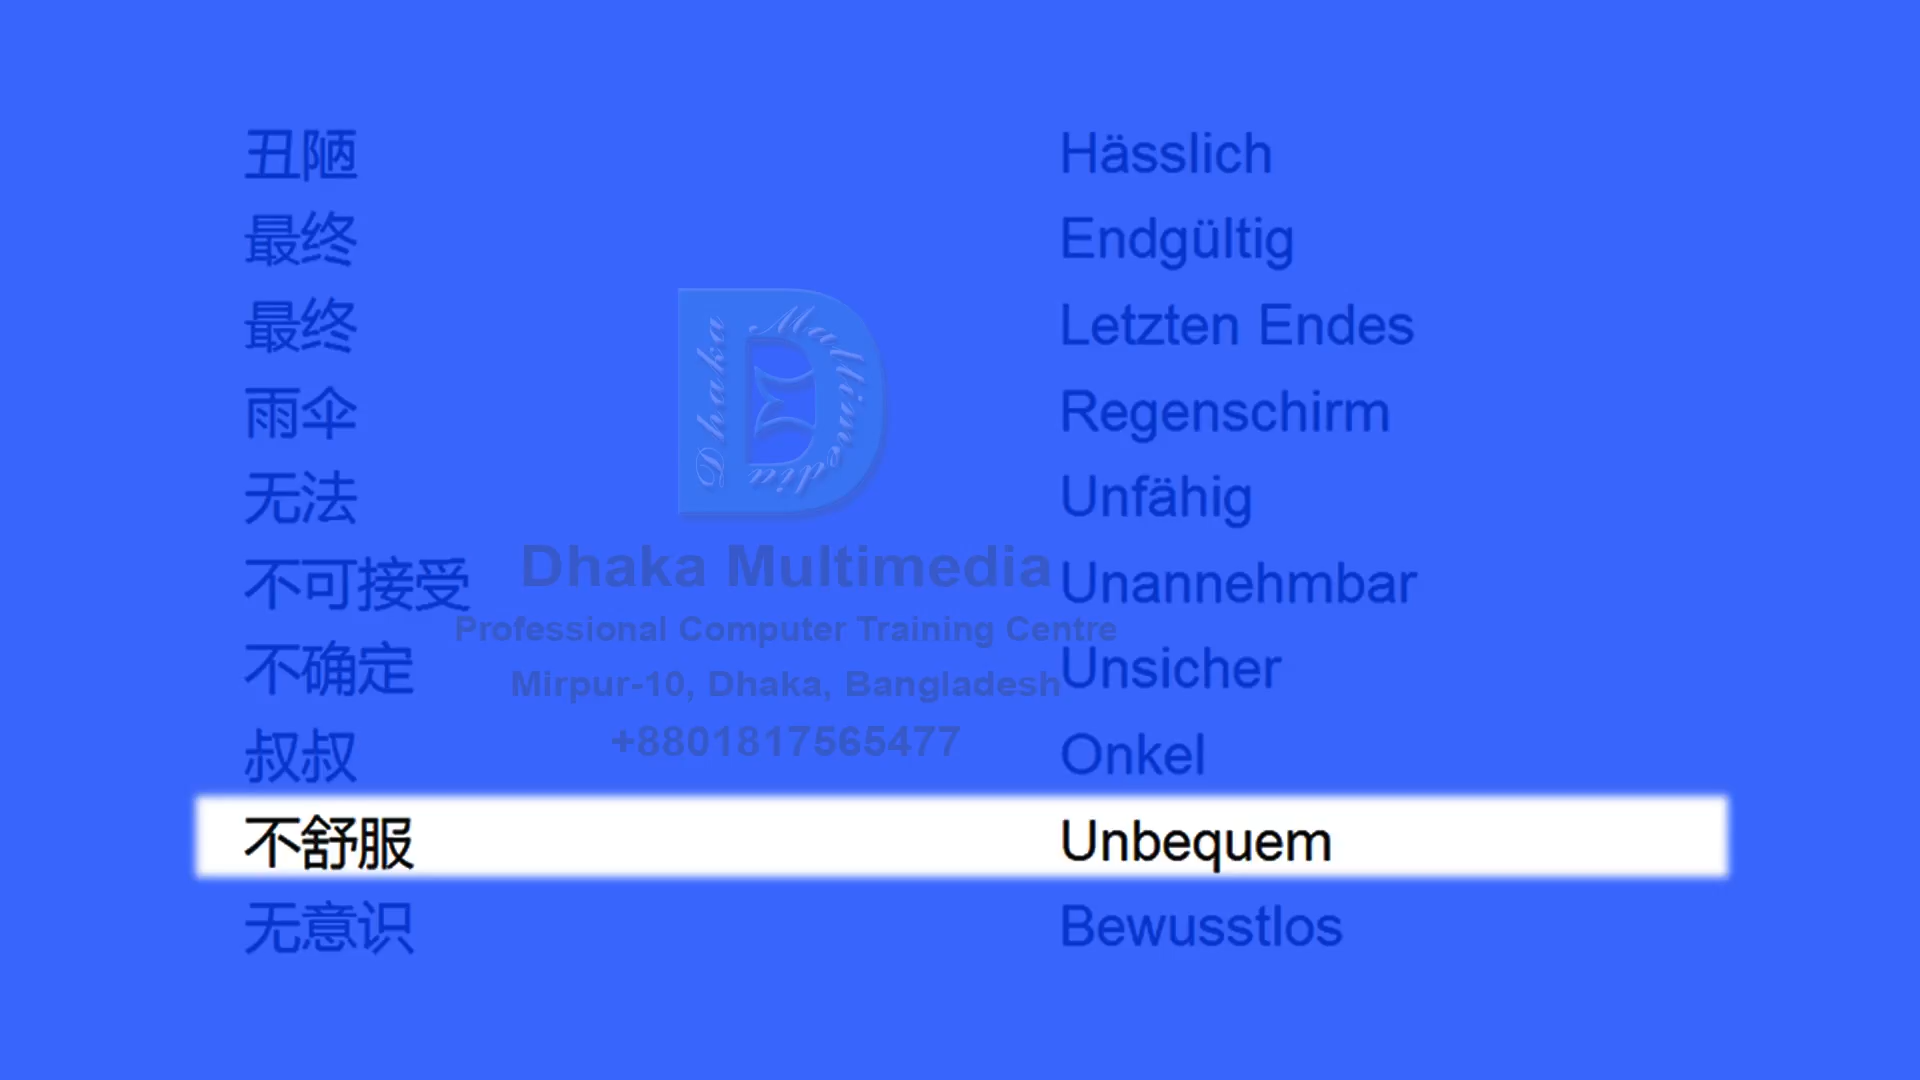 丑陋 Hässlich
最终 Endgültig
最终 Letzten Endes
雨伞 Regenschirm
无法 Unfähig
不可接受 Unannehmbar
不确定 Unsicher
叔叔 Onkel
不舒服 Unbequem
无意识 Bewusstlos
Dhaka Multimedia
Dhaka Multimedia
Professional Computer Training Centre
Mirpur-10, Dhaka, Bangladesh
+8801817565477